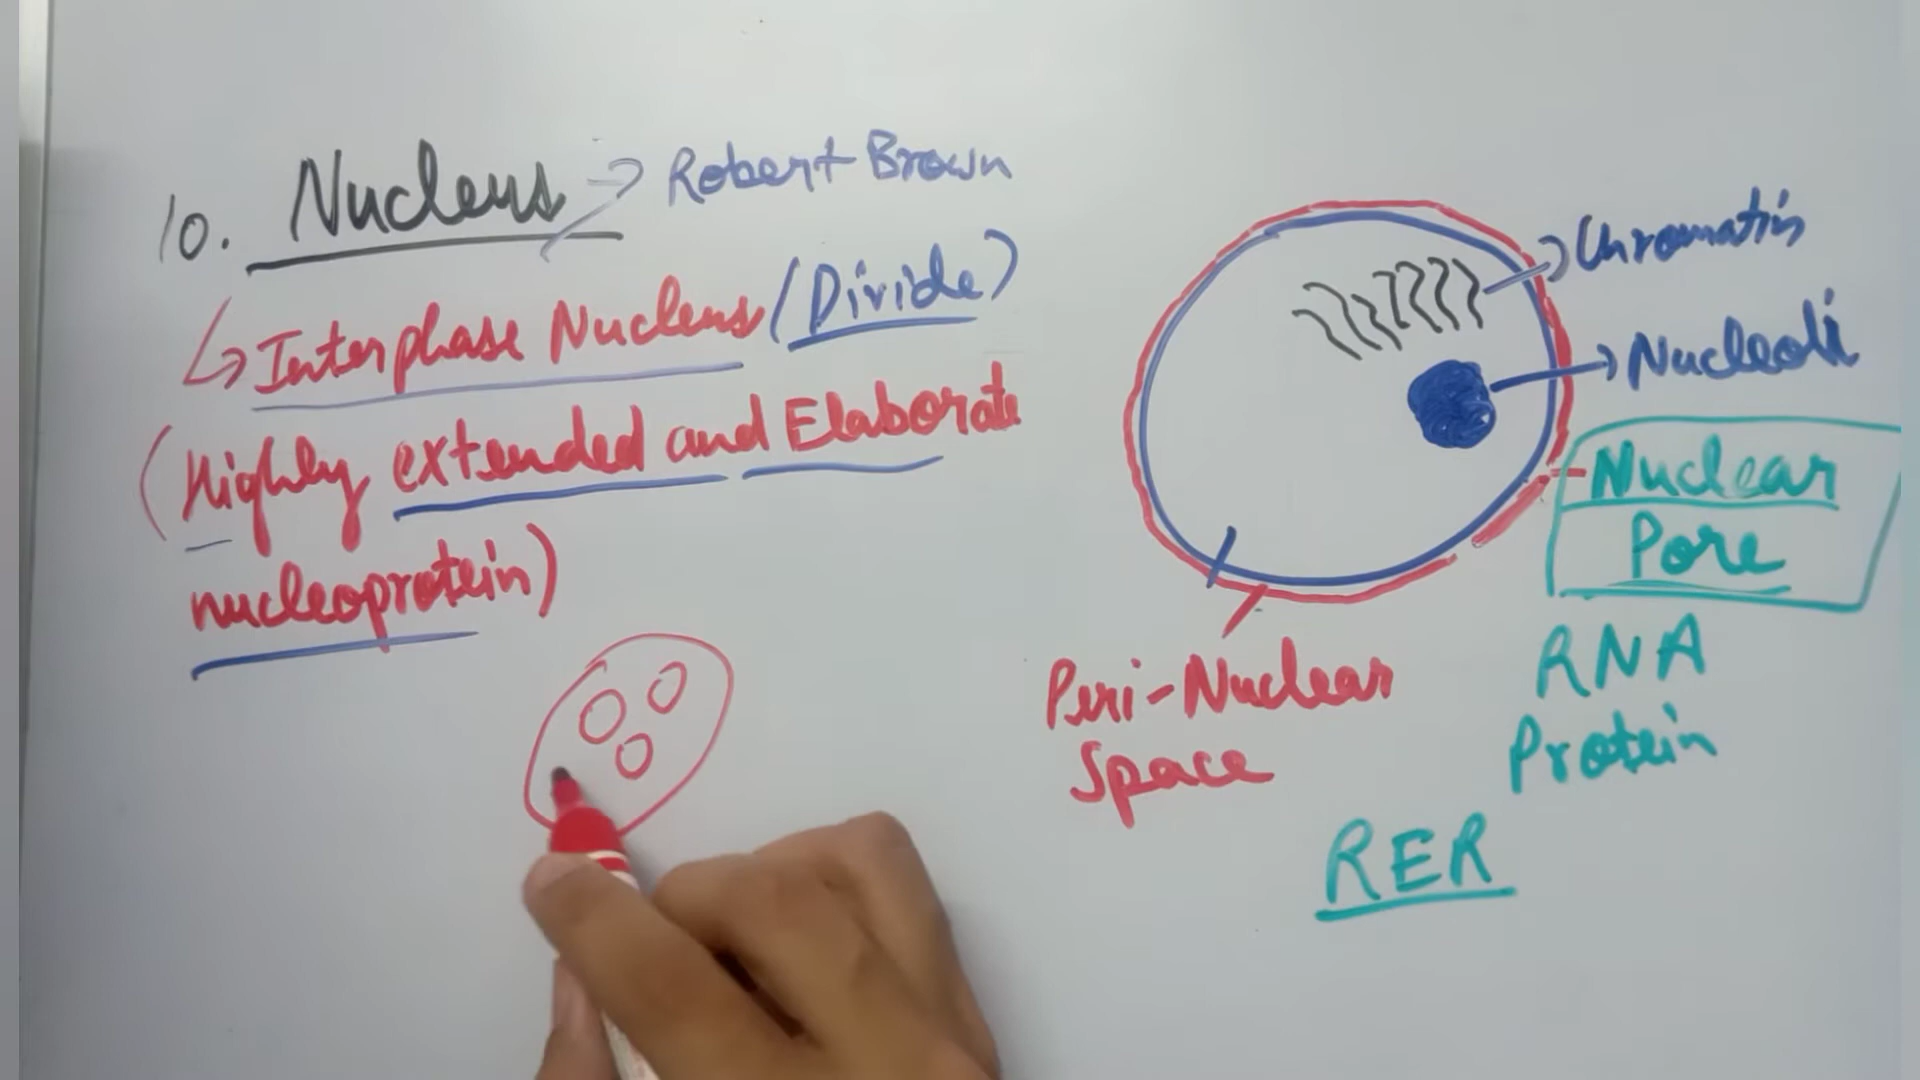 10. Nucleus → Robert Brown
↳ Interphase Nucleus (Divide)
(Highly extended and Elaborate
nucleoprotein)
Chromatin
Nucleoli
Nuclear
Pore
RNA
Protein
RER
Peri-Nuclear
Space